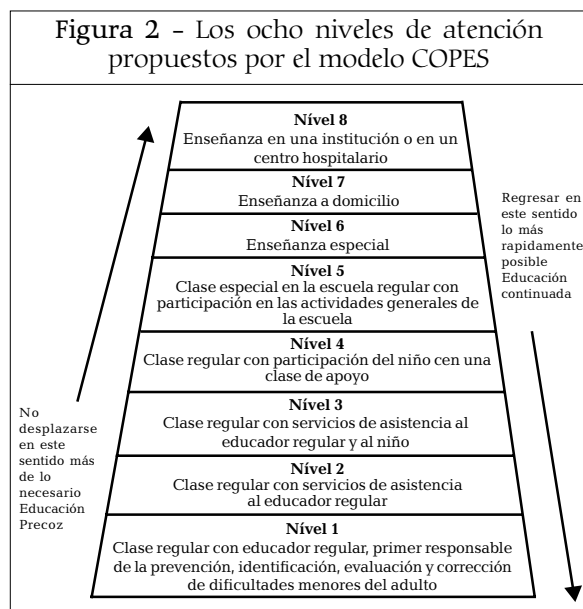 Figura 2 – Los ocho niveles de atención
propuestos por el modelo COPES
Nível 8
Enseñanza en una institución o en un
centro hospitalario
Nível 7
Enseñanza a domicilio
Nível 6
Enseñanza especial
Nível 5
Clase especial en la escuela regular con
participación en las actividades generales de
la escuela
Nível 4
Clase regular con participación del niño cen una
clase de apoyo
Nível 3
Clase regular con servicios de asistencia al
educador regular y al niño
Nível 2
Clase regular con servicios de asistencia
al educador regular
Nível 1
Clase regular con educador regular, primer responsable
de la prevención, identificación, evaluación y corrección
de dificultades menores del adulto
Regresar en
este sentido
lo más
rapidamente
posible
Educación
continuada
No
desplazarse
en este
sentido más
de lo
necesario
Educación
Precoz